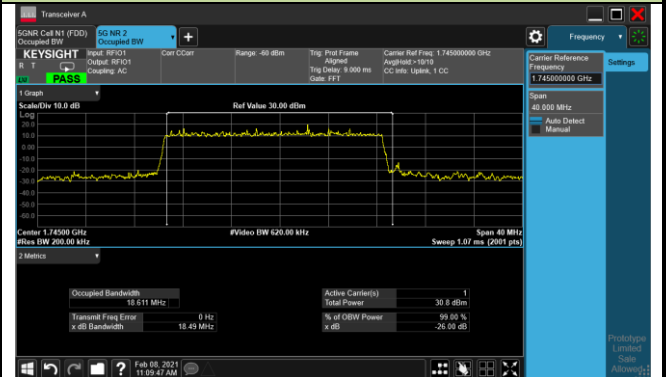 Transceiver A
5GNR Cell N1 (FDD)
Occupied BW
5G NR 2
Occupied BW
Frequency
KEYSIGHT
R T
PASS
Input: RFIO1
Output: RFIO1
Coupling: AC
Corr CCorr
Range: -60 dBm
Trig: Prot Frame
Aligned
Trig Delay: 9.000 ms
Gate: FFT
Carrier Ref Freq: 1.745000000 GHz
Avg|Hold:>10/10
CC Info: Uplink, 1 CC
Carrier Reference
Frequency
1.745000000 GHz
Settings
Span
40.000 MHz
Auto Detect
Manual
1 Graph
Scale/Div 10.0 dB
Ref Value 30.00 dBm
Log
20.0
10.0
0.00
-10.0
-20.0
-30.0
-40.0
-50.0
-60.0
Center 1.74500 GHz
#Video BW 620.00 kHz
Span 40 MHz
#Res BW 200.00 kHz
Sweep 1.07 ms (2001 pts)
2 Metrics
Occupied Bandwidth
18.611 MHz
Transmit Freq Error 0 Hz
x dB Bandwidth 18.49 MHz
Active Carrier(s) 1
Total Power 30.8 dBm
% of OBW Power 99.00 %
x dB -26.00 dB
Prototype
Limited
Sale
Allowed
Feb 08, 2021
11:09:47 AM